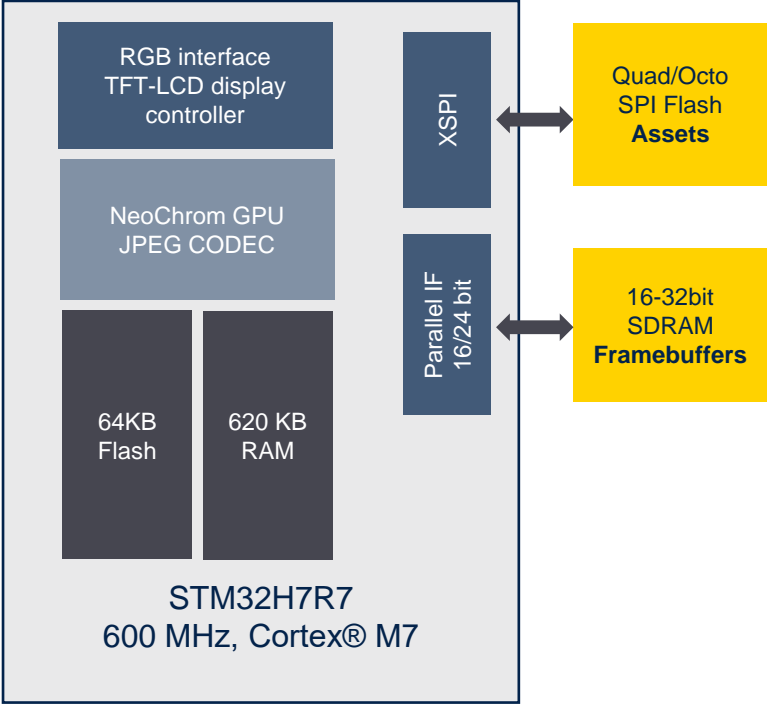 RGB interface
TFT-LCD display
controller
NeoChrom GPU
JPEG CODEC
64KB
Flash
620 KB
RAM
XSPI
Parallel IF
16/24 bit
Quad/Octo
SPI Flash
Assets
16-32bit
SDRAM
Framebuffers
STM32H7R7
600 MHz, Cortex® M7